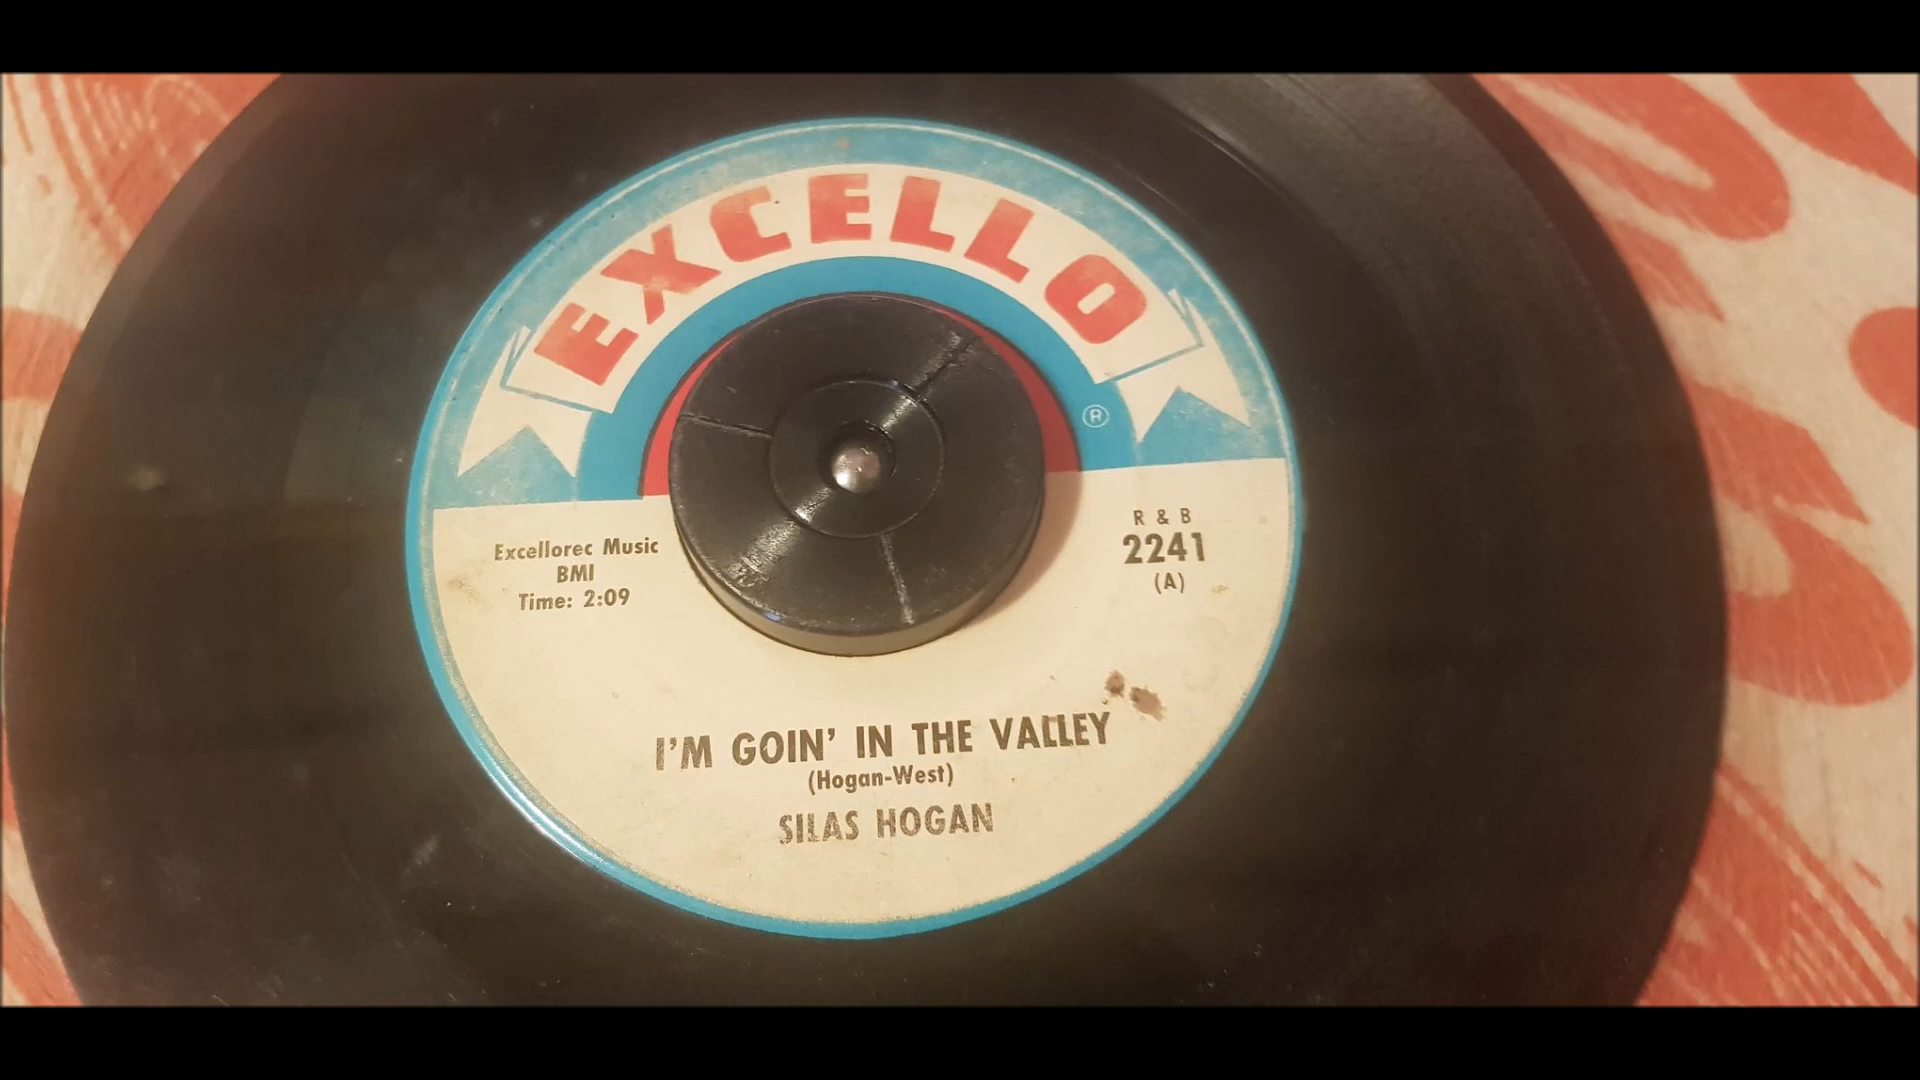 EXCELLO
®
Excellorec Music
BMI
Time: 2:09
R & B
2241
(A)
I'M GOIN' IN THE VALLEY
(Hogan-West)
SILAS HOGAN